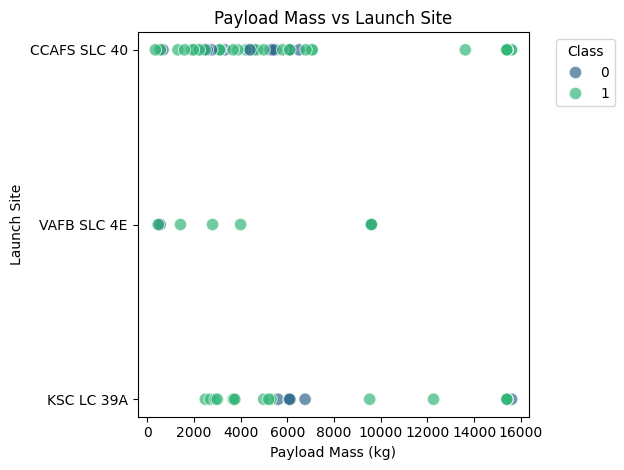 Payload Mass vs Launch Site
CCAFS SLC 40
VAFB SLC 4E
KSC LC 39A
Launch Site
0 2000 4000 6000 8000 10000 12000 14000 16000
Payload Mass (kg)
Class
0
1